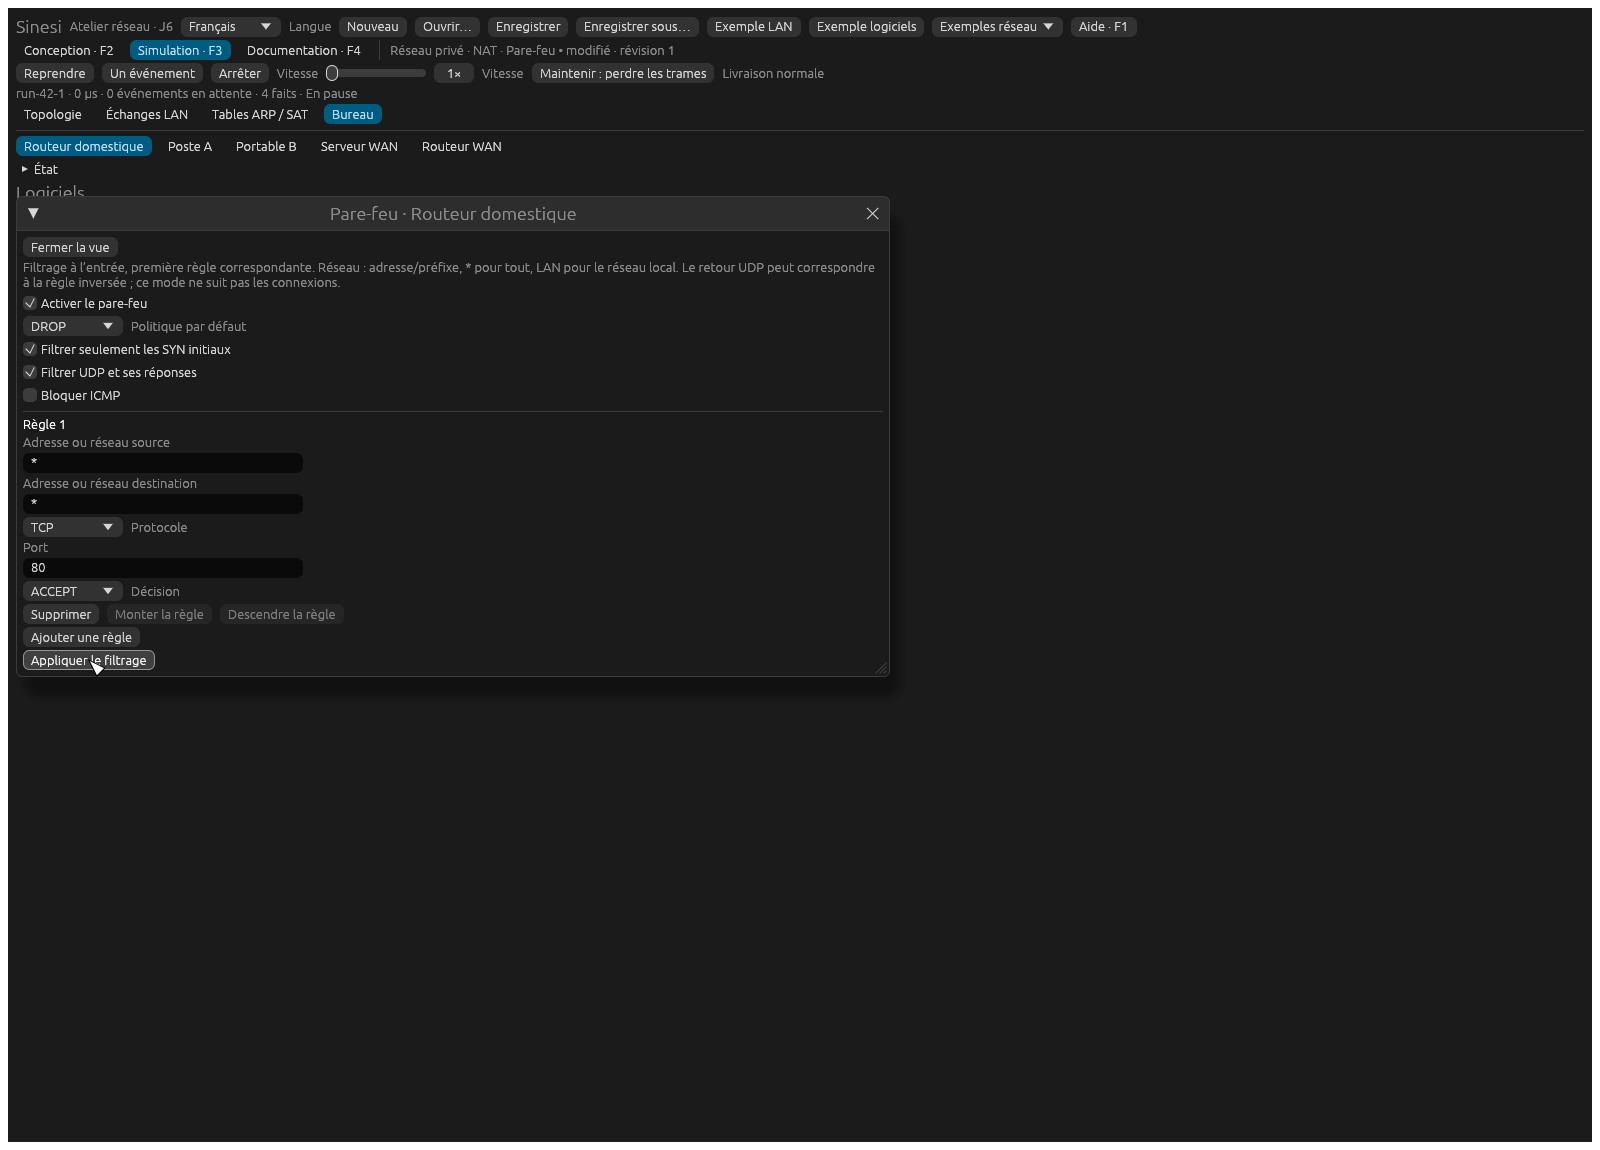 Sinesi Atelier réseau · J6 Français Langue Nouveau Ouvrir… Enregistrer Enregistrer sous… Exemple LAN Exemple logiciels Exemples réseau Aide · F1
Conception · F2 Simulation · F3 Documentation · F4 Réseau privé · NAT · Pare-feu • modifié · révision 1
Reprendre Un événement Arrêter Vitesse 1× Vitesse Maintenir : perdre les trames Livraison normale
run-42-1 · 0 µs · 0 événements en attente · 4 faits · En pause
Topologie Échanges LAN Tables ARP / SAT Bureau
Routeur domestique Poste A Portable B Serveur WAN Routeur WAN
État
Logiciels
Pare-feu · Routeur domestique
Fermer la vue
Filtrage à l’entrée, première règle correspondante. Réseau : adresse/préfixe, * pour tout, LAN pour le réseau local. Le retour UDP peut correspondre
à la règle inversée ; ce mode ne suit pas les connexions.
Activer le pare-feu
DROP Politique par défaut
Filtrer seulement les SYN initiaux
Filtrer UDP et ses réponses
Bloquer ICMP
Règle 1
Adresse ou réseau source
*
Adresse ou réseau destination
*
TCP Protocole
Port
80
ACCEPT Décision
Supprimer Monter la règle Descendre la règle
Ajouter une règle
Appliquer le filtrage